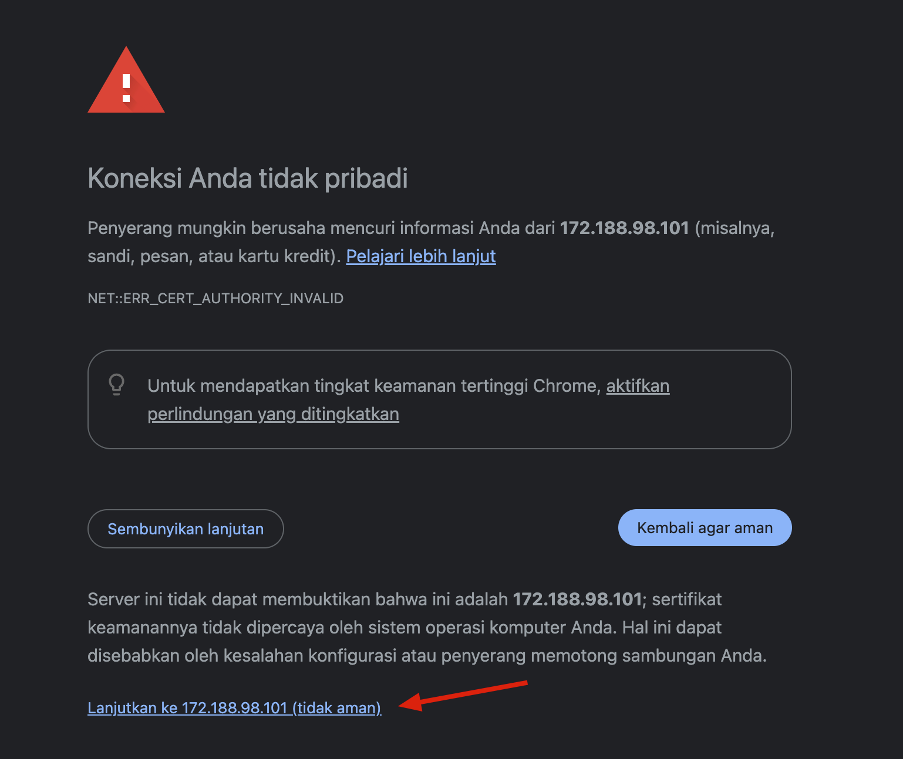 Koneksi Anda tidak pribadi
Penyerang mungkin berusaha mencuri informasi Anda dari 172.188.98.101 (misalnya,
sandi, pesan, atau kartu kredit). Pelajari lebih lanjut
NET::ERR_CERT_AUTHORITY_INVALID
Untuk mendapatkan tingkat keamanan tertinggi Chrome, aktifkan
perlindungan yang ditingkatkan
Sembunyikan lanjutan
Kembali agar aman
Server ini tidak dapat membuktikan bahwa ini adalah 172.188.98.101; sertifikat
keamanannya tidak dipercaya oleh sistem operasi komputer Anda. Hal ini dapat
disebabkan oleh kesalahan konfigurasi atau penyerang memotong sambungan Anda.
Lanjutkan ke 172.188.98.101 (tidak aman)